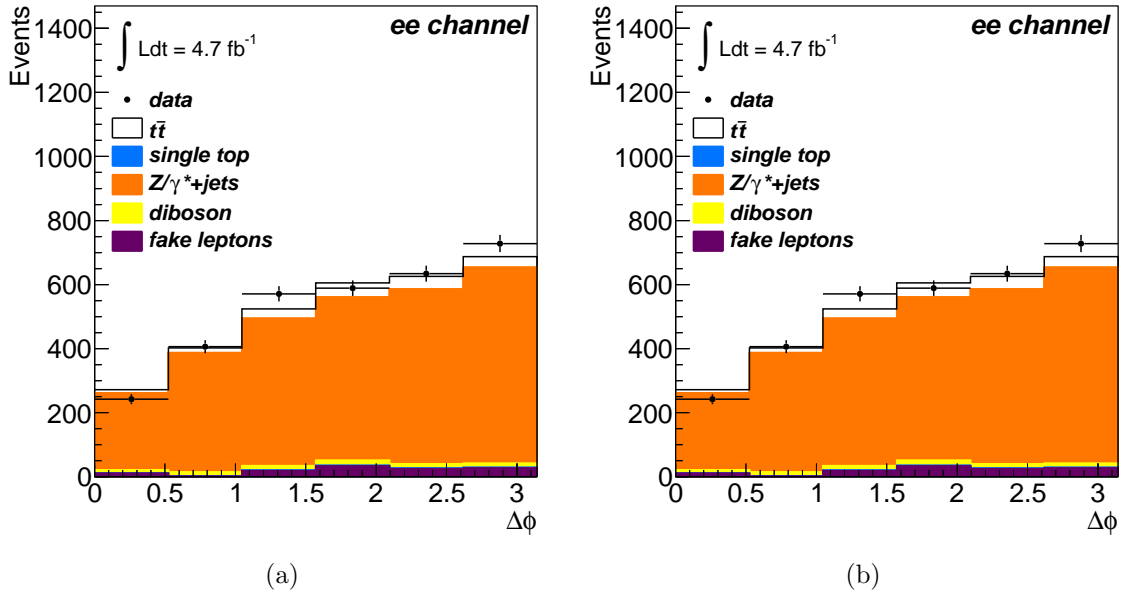 Events
1400
1200
1000
800
600
400
200
0
ee channel
∫ Ldt = 4.7 fb⁻¹
data
tt̄
single top
Z/γ*+jets
diboson
fake leptons
0 0.5 1 1.5 2 2.5 3
Δϕ
(a)
Events
1400
1200
1000
800
600
400
200
0
ee channel
∫ Ldt = 4.7 fb⁻¹
data
tt̄
single top
Z/γ*+jets
diboson
fake leptons
0 0.5 1 1.5 2 2.5 3
Δϕ
(b)